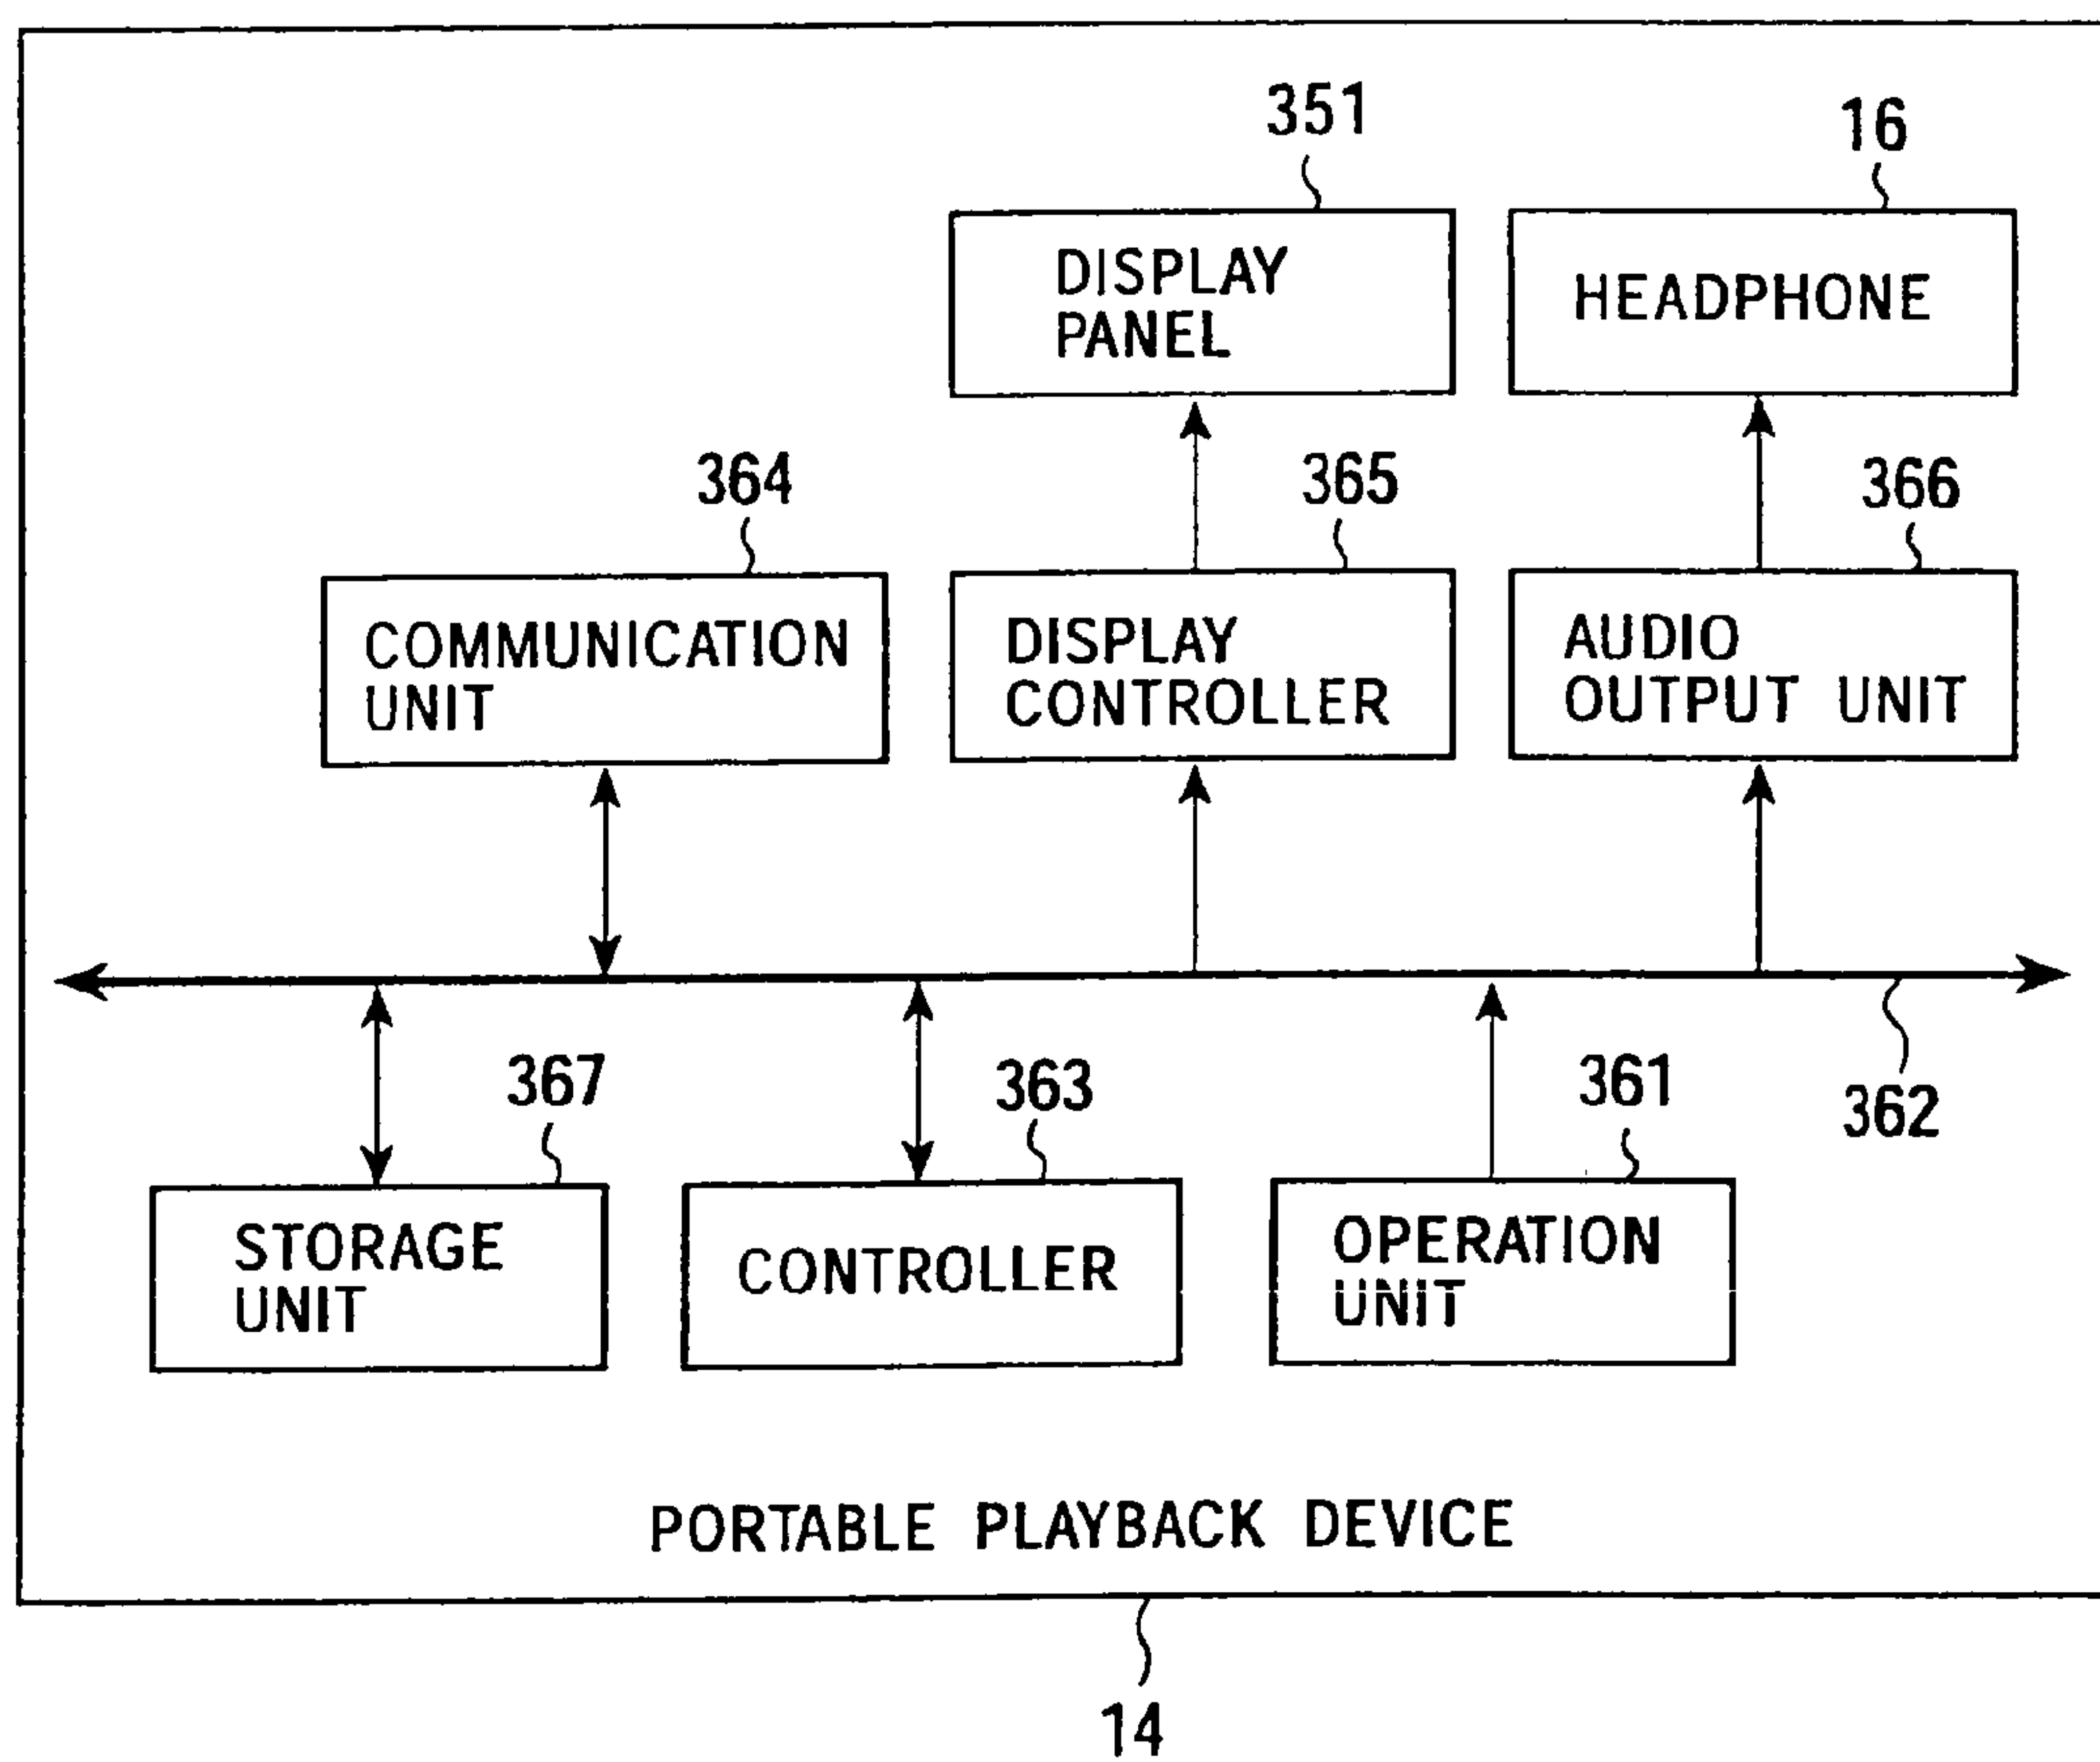 351
16
DISPLAY
PANEL
HEADPHONE
364
365
366
COMMUNICATION
UNIT
DISPLAY
CONTROLLER
AUDIO
OUTPUT UNIT
367
363
361
362
STORAGE
UNIT
CONTROLLER
OPERATION
UNIT
PORTABLE PLAYBACK DEVICE
14